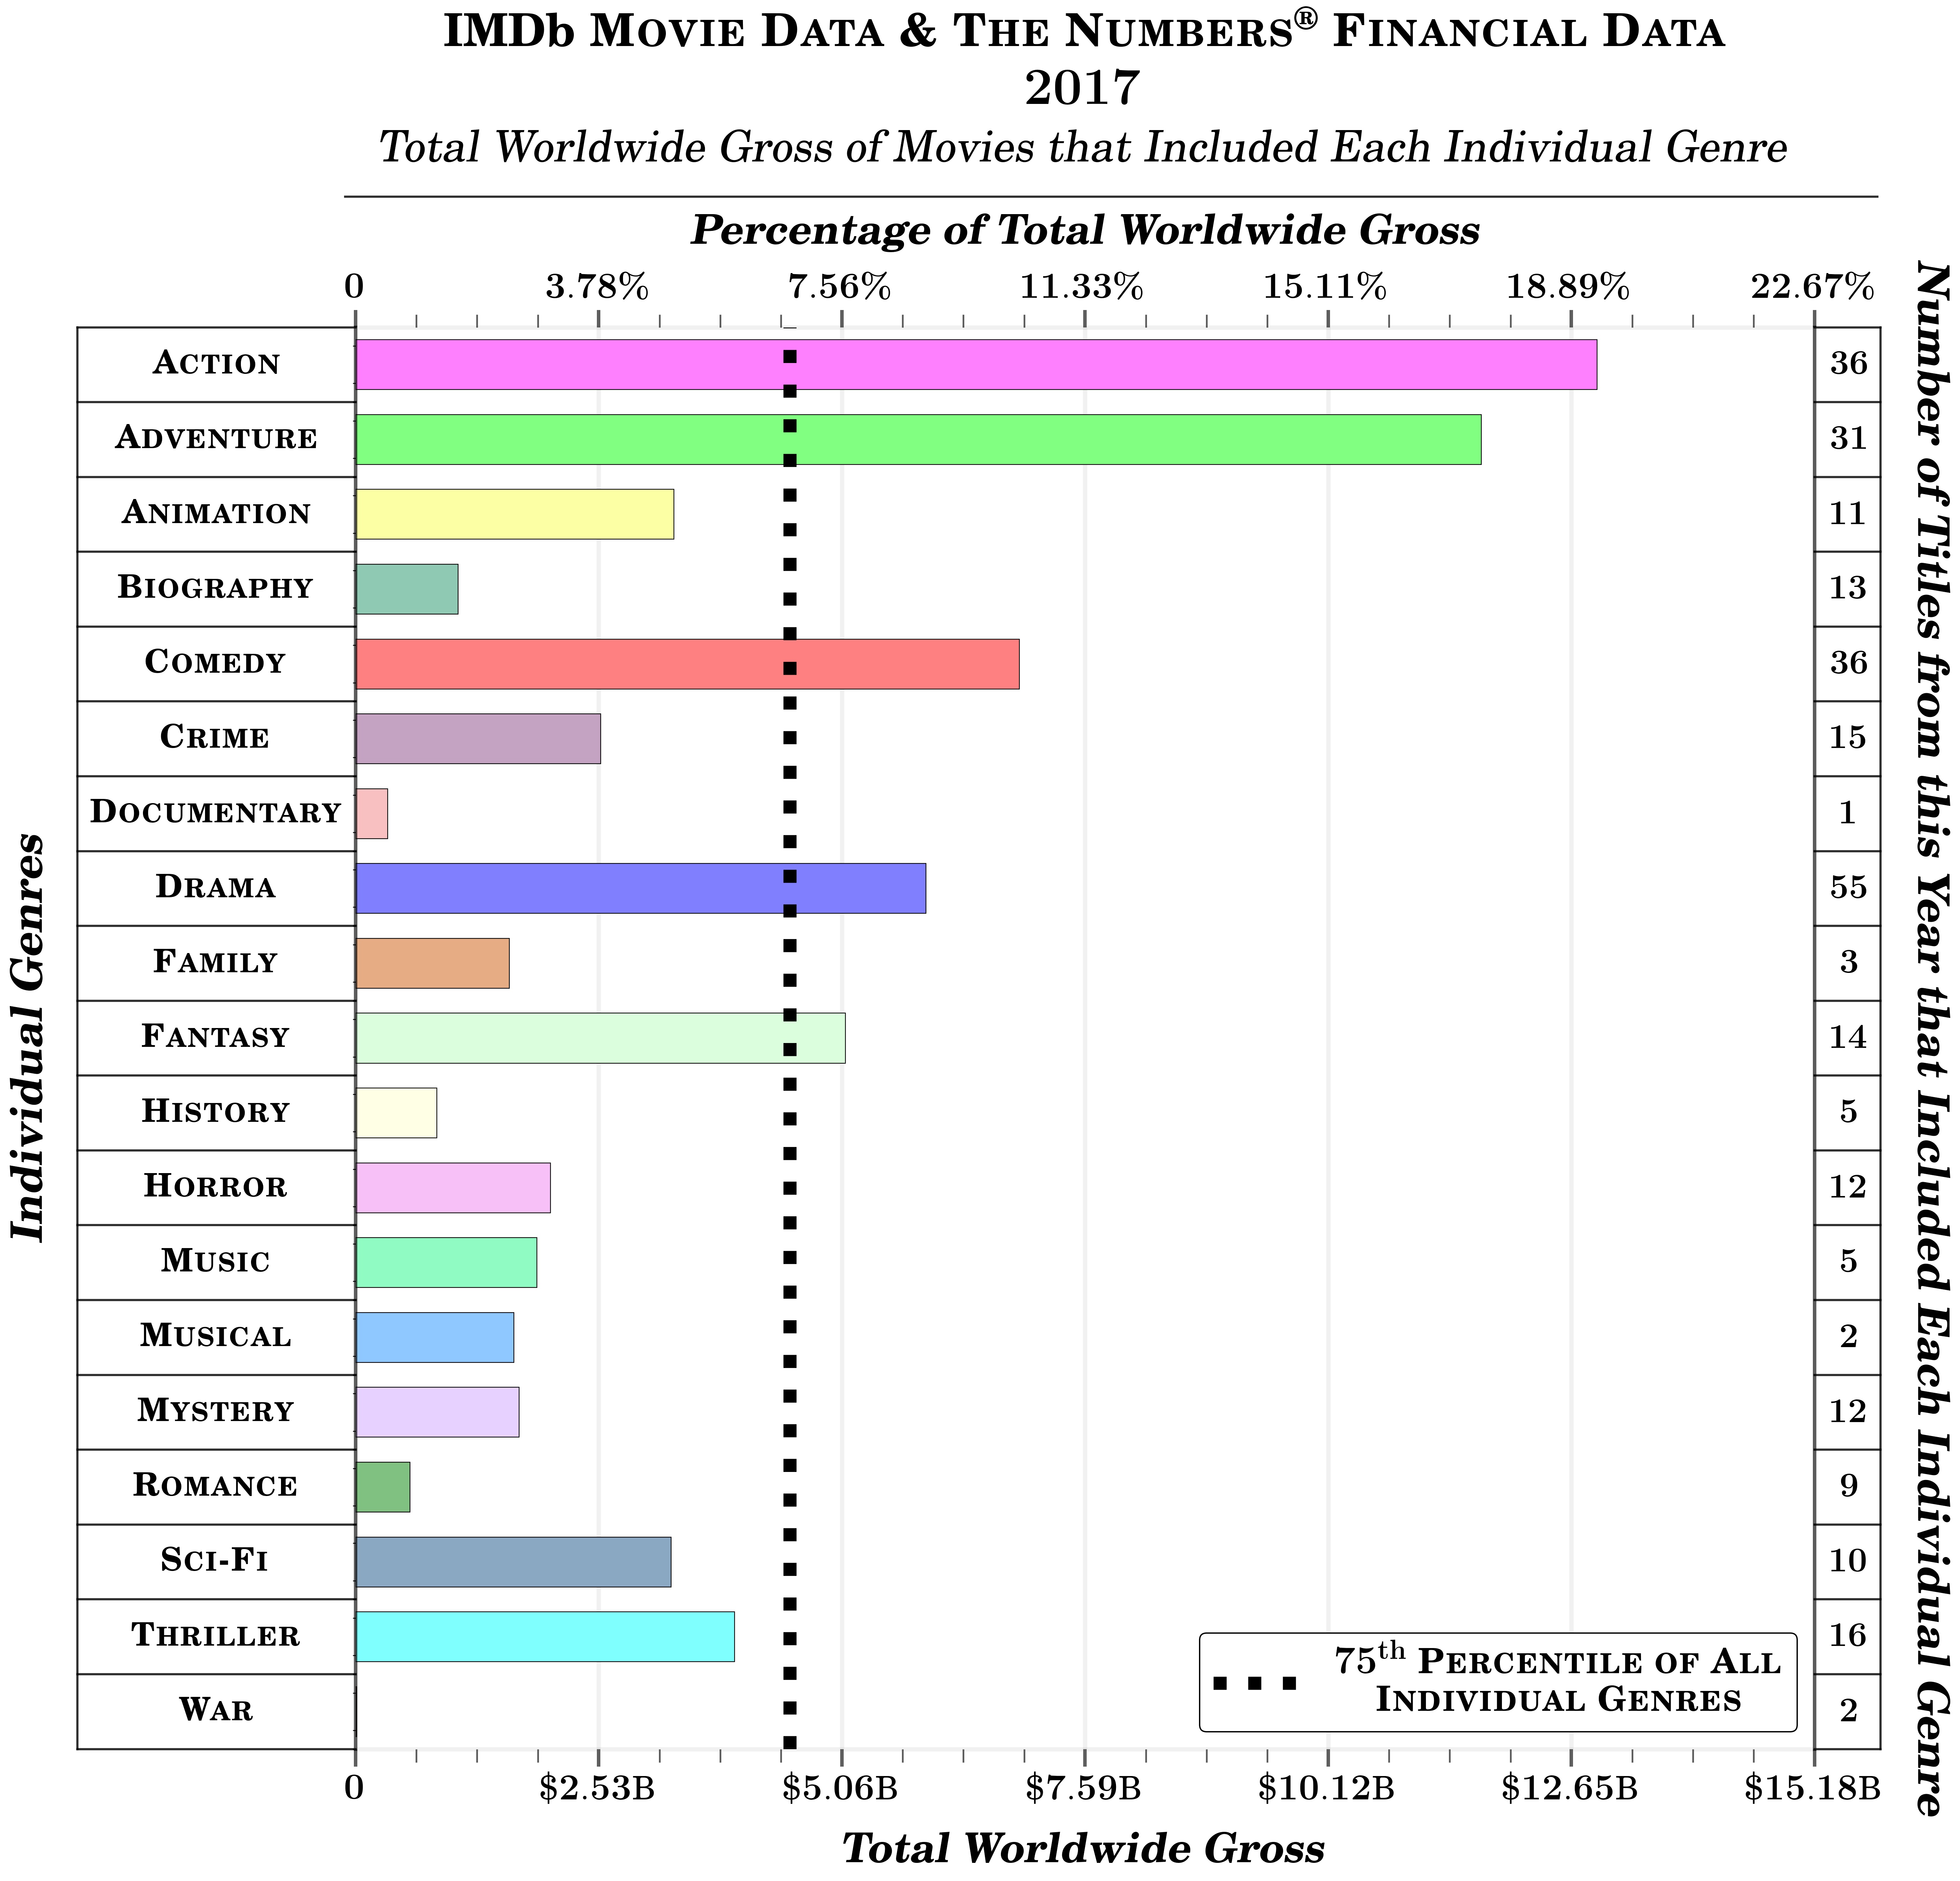 IMDb Movie Data & The Numbers® Financial Data
2017
Total Worldwide Gross of Movies that Included Each Individual Genre
Percentage of Total Worldwide Gross
0 3.78% 7.56% 11.33% 15.11% 18.89% 22.67%
Individual Genres
Action 36
Adventure 31
Animation 11
Biography 13
Comedy 36
Crime 15
Documentary 1
Drama 55
Family 3
Fantasy 14
History 5
Horror 12
Music 5
Musical 2
Mystery 12
Romance 9
Sci-Fi 10
Thriller 16
War 2
75th Percentile of All
Individual Genres
0 $2.53B $5.06B $7.59B $10.12B $12.65B $15.18B
Total Worldwide Gross
Number of Titles from this Year that Included Each Individual Genre